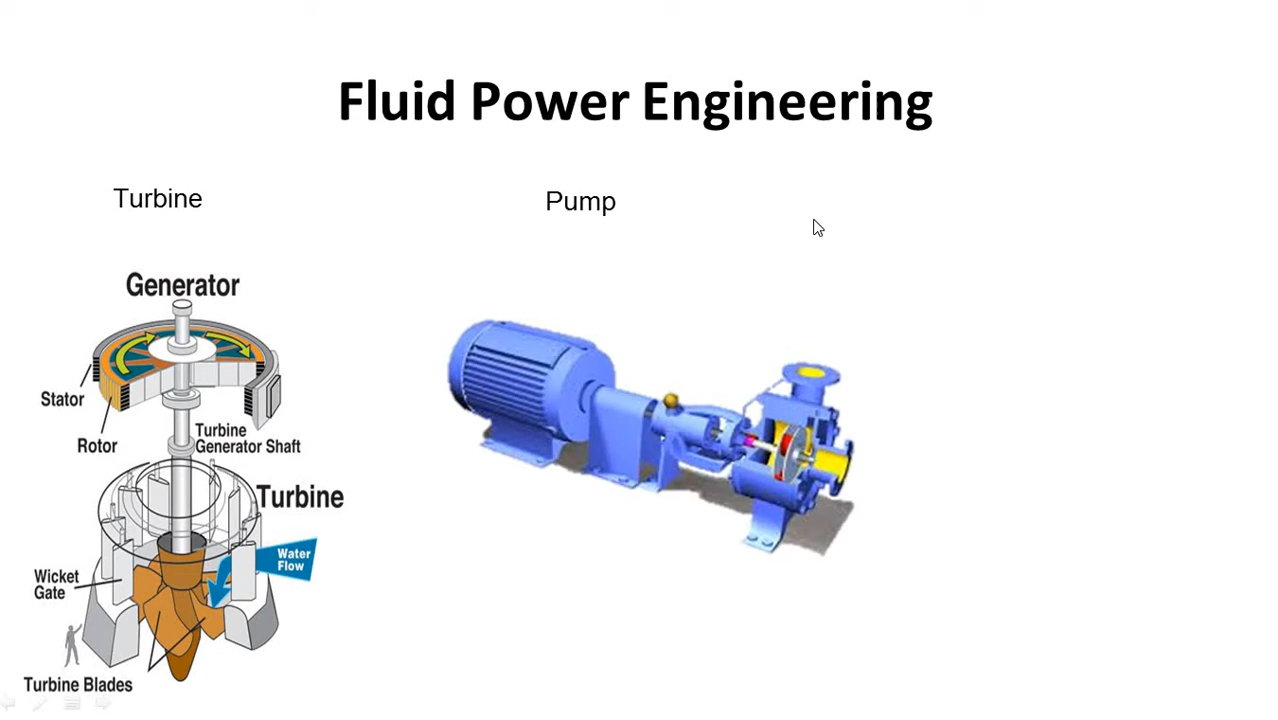 Fluid Power Engineering
Turbine
Pump
Generator
Stator
Rotor
Turbine
Generator Shaft
Turbine
Water
Flow
Wicket
Gate
Turbine Blades